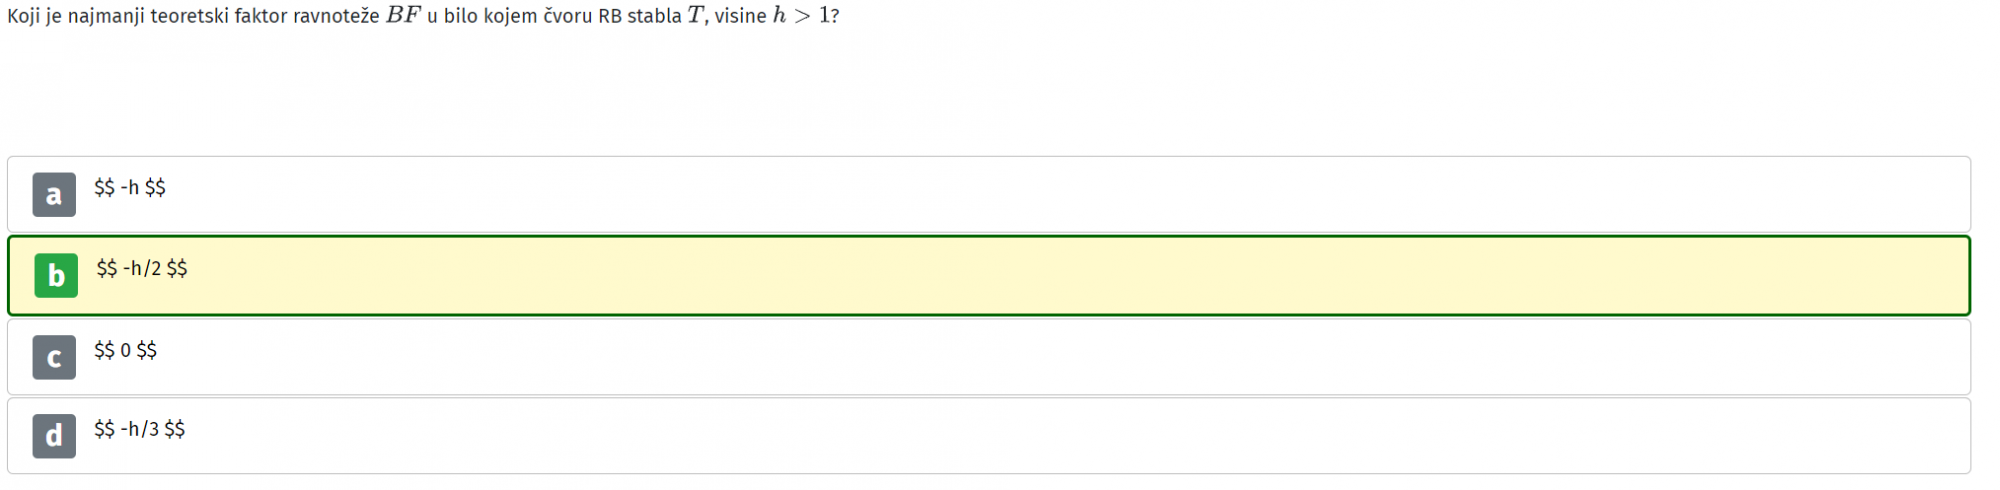 Koji je najmanji teoretski faktor ravnoteže BF u bilo kojem čvoru RB stabla T, visine h > 1?
a $$ -h $$
b $$ -h/2 $$
c $$ 0 $$
d $$ -h/3 $$